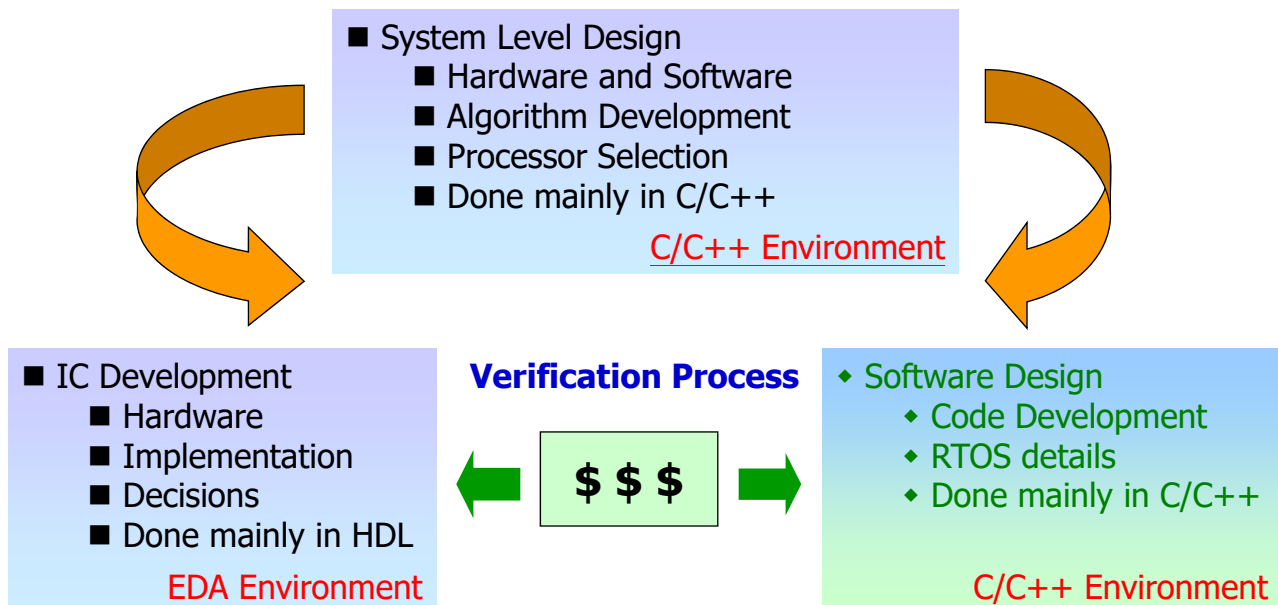 ■ System Level Design
■ Hardware and Software
■ Algorithm Development
■ Processor Selection
■ Done mainly in C/C++
C/C++ Environment
■ IC Development
■ Hardware
■ Implementation
■ Decisions
■ Done mainly in HDL
EDA Environment
Verification Process
$ $ $
◆ Software Design
◆ Code Development
◆ RTOS details
◆ Done mainly in C/C++
C/C++ Environment